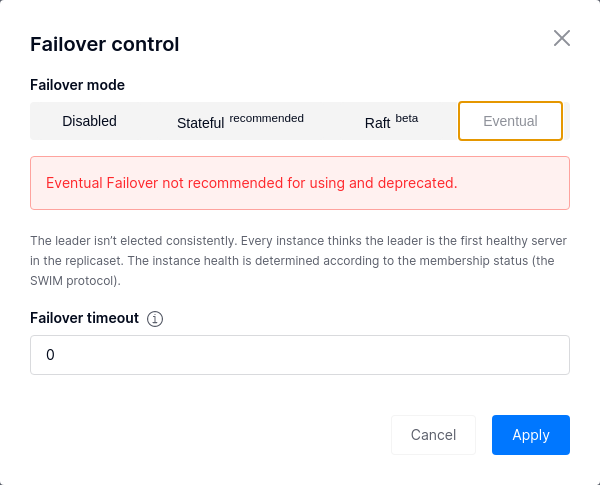 Failover control
Failover mode
Disabled Stateful recommended Raft beta Eventual
Eventual Failover not recommended for using and deprecated.
The leader isn’t elected consistently. Every instance thinks the leader is the first healthy server
in the replicaset. The instance health is determined according to the membership status (the
SWIM protocol).
Failover timeout
0
Cancel Apply